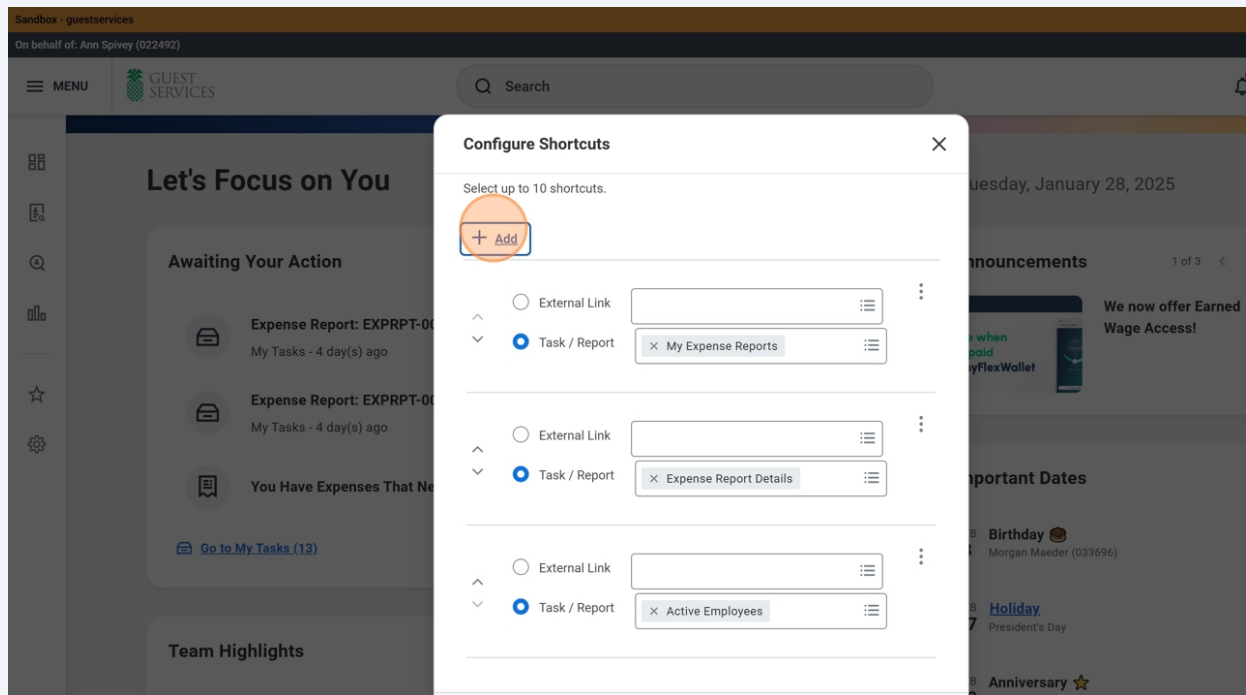 Sandbox - guestservices
On behalf of: Ann Spivey (022492)
MENU
GUEST
SERVICES
Search
Let's Focus on You
uesday, January 28, 2025
Awaiting Your Action
Expense Report: EXPRPT-00
My Tasks - 4 day(s) ago
Expense Report: EXPRPT-00
My Tasks - 4 day(s) ago
You Have Expenses That Ne
Go to My Tasks (13)
Team Highlights
Configure Shortcuts
Select up to 10 shortcuts.
Add
External Link
Task / Report
My Expense Reports
External Link
Task / Report
Expense Report Details
External Link
Task / Report
Active Employees
nnouncements
1 of 3
when
paid
yFlexWallet
We now offer Earned
Wage Access!
portant Dates
Birthday
Morgan Maeder (033696)
Holiday
7 President's Day
Anniversary